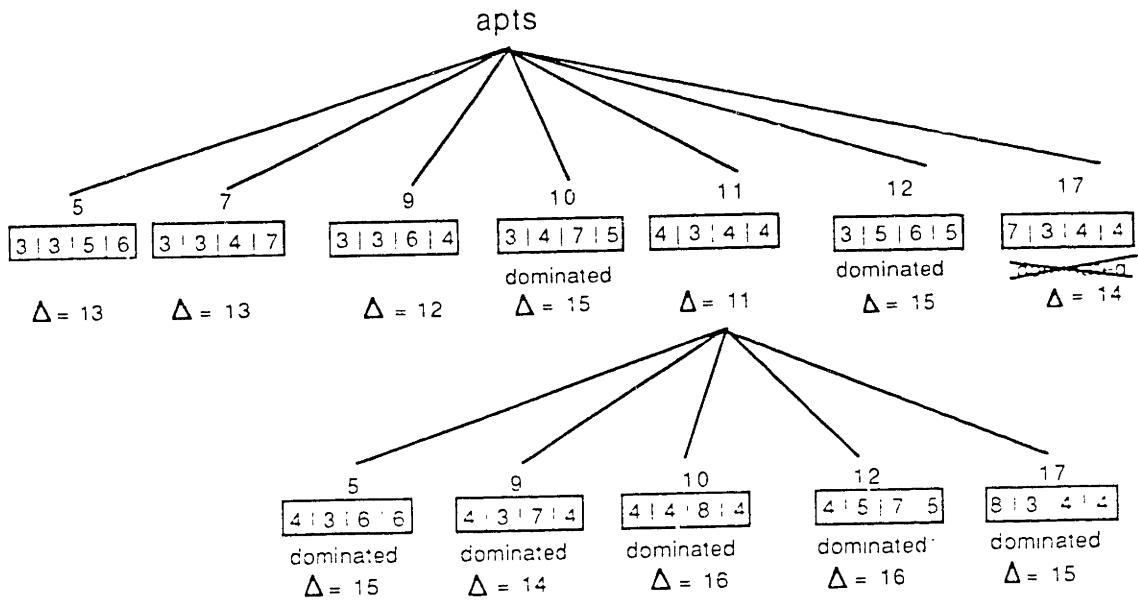 apts
5 7 9 10 11 12 17
3 3 5 6 3 3 4 7 3 3 6 4 3 4 7 5 4 3 4 4 3 5 6 5 7 3 4 4
dominated dominated
Δ = 13 Δ = 13 Δ = 12 Δ = 15 Δ = 11 Δ = 15 Δ = 14
5 9 10 12 17
4 3 6 6 4 3 7 4 4 4 8 4 4 5 7 5 8 3 4 4
dominated dominated dominated dominated dominated
Δ = 15 Δ = 14 Δ = 16 Δ = 16 Δ = 15